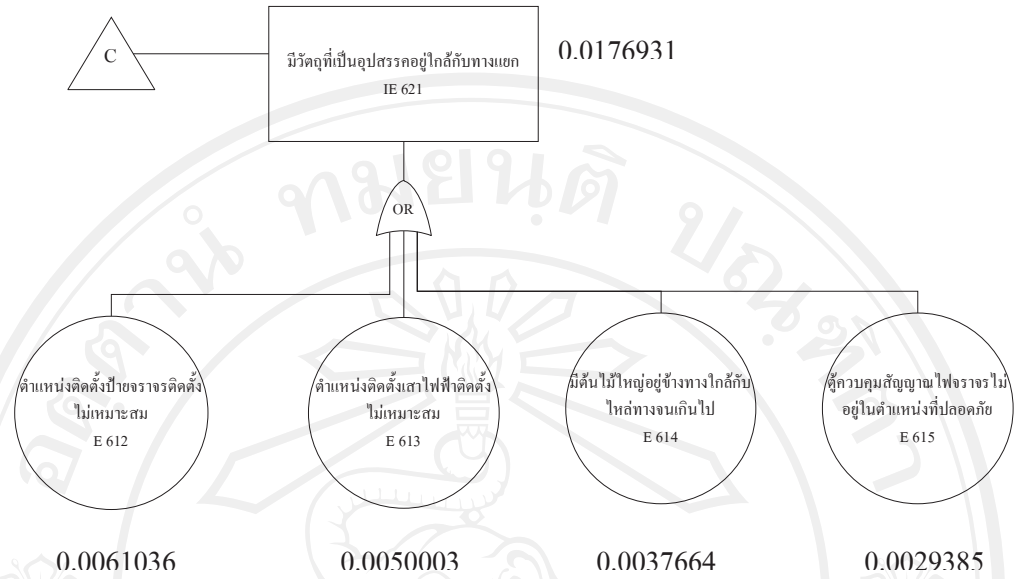 C
มีวัตถุที่เป็นอุปสรรคอยู่ใกล้กับทางแยก
IE 621
0.0176931
OR
ตำแหน่งติดตั้งป้ายจราจรติดตั้ง
ไม่เหมาะสม
E 612
ตำแหน่งติดตั้งเสาไฟฟ้าติดตั้ง
ไม่เหมาะสม
E 613
มีต้นไม้ใหญ่อยู่ข้างทางใกล้กับ
ไหล่ทางจนเกินไป
E 614
ตู้ควบคุมสัญญาณไฟจราจรไม่
อยู่ในตำแหน่งที่ปลอดภัย
E 615
0.0061036
0.0050003
0.0037664
0.0029385